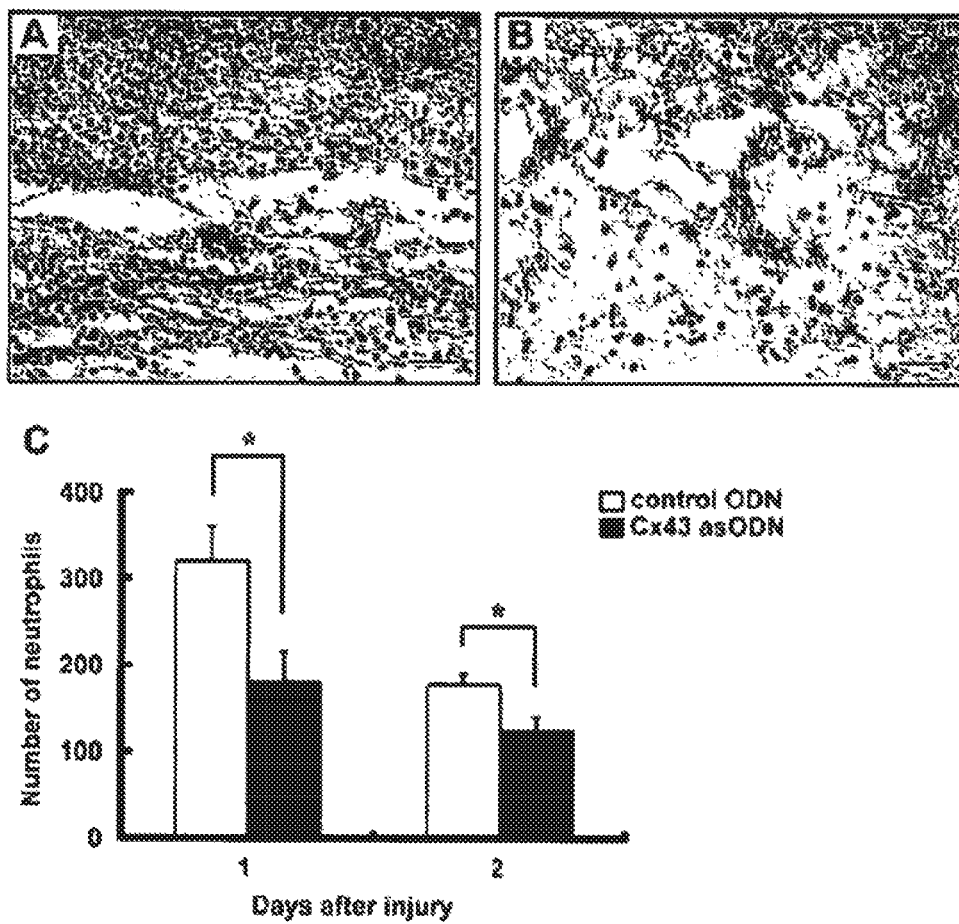 A
B
C
*
*
400
300
200
100
0
Number of neutrophils
control ODN
Cx43 asODN
1
2
Days after injury